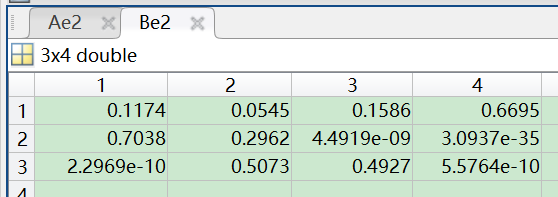 Ae2 Be2
3x4 double
1 2 3 4
1 0.1174 0.0545 0.1586 0.6695
2 0.7038 0.2962 4.4919e-09 3.0937e-35
3 2.2969e-10 0.5073 0.4927 5.5764e-10
4